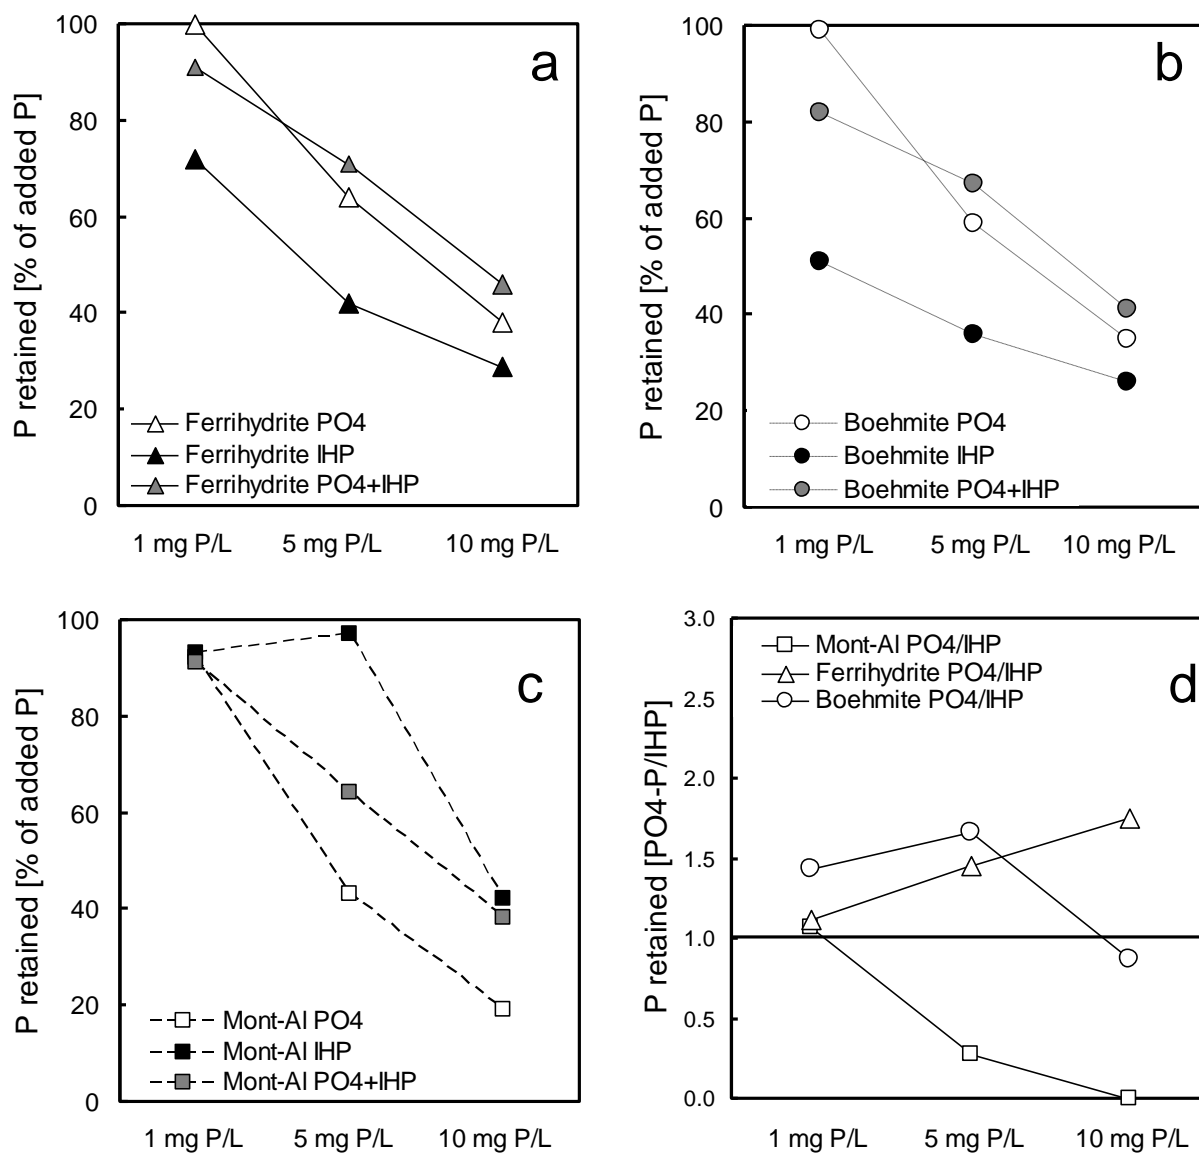 a
P retained [% of added P]
100
80
60
40
20
0
Ferrihydrite PO4
Ferrihydrite IHP
Ferrihydrite PO4+IHP
1 mg P/L 5 mg P/L 10 mg P/L
b
P retained [% of added P]
100
80
60
40
20
0
Boehmite PO4
Boehmite IHP
Boehmite PO4+IHP
1 mg P/L 5 mg P/L 10 mg P/L
c
P retained [% of added P]
100
80
60
40
20
0
Mont-Al PO4
Mont-Al IHP
Mont-Al PO4+IHP
1 mg P/L 5 mg P/L 10 mg P/L
d
P retained [PO4-P/IHP]
3.0
2.5
2.0
1.5
1.0
0.5
0.0
Mont-Al PO4/IHP
Ferrihydrite PO4/IHP
Boehmite PO4/IHP
1 mg P/L 5 mg P/L 10 mg P/L